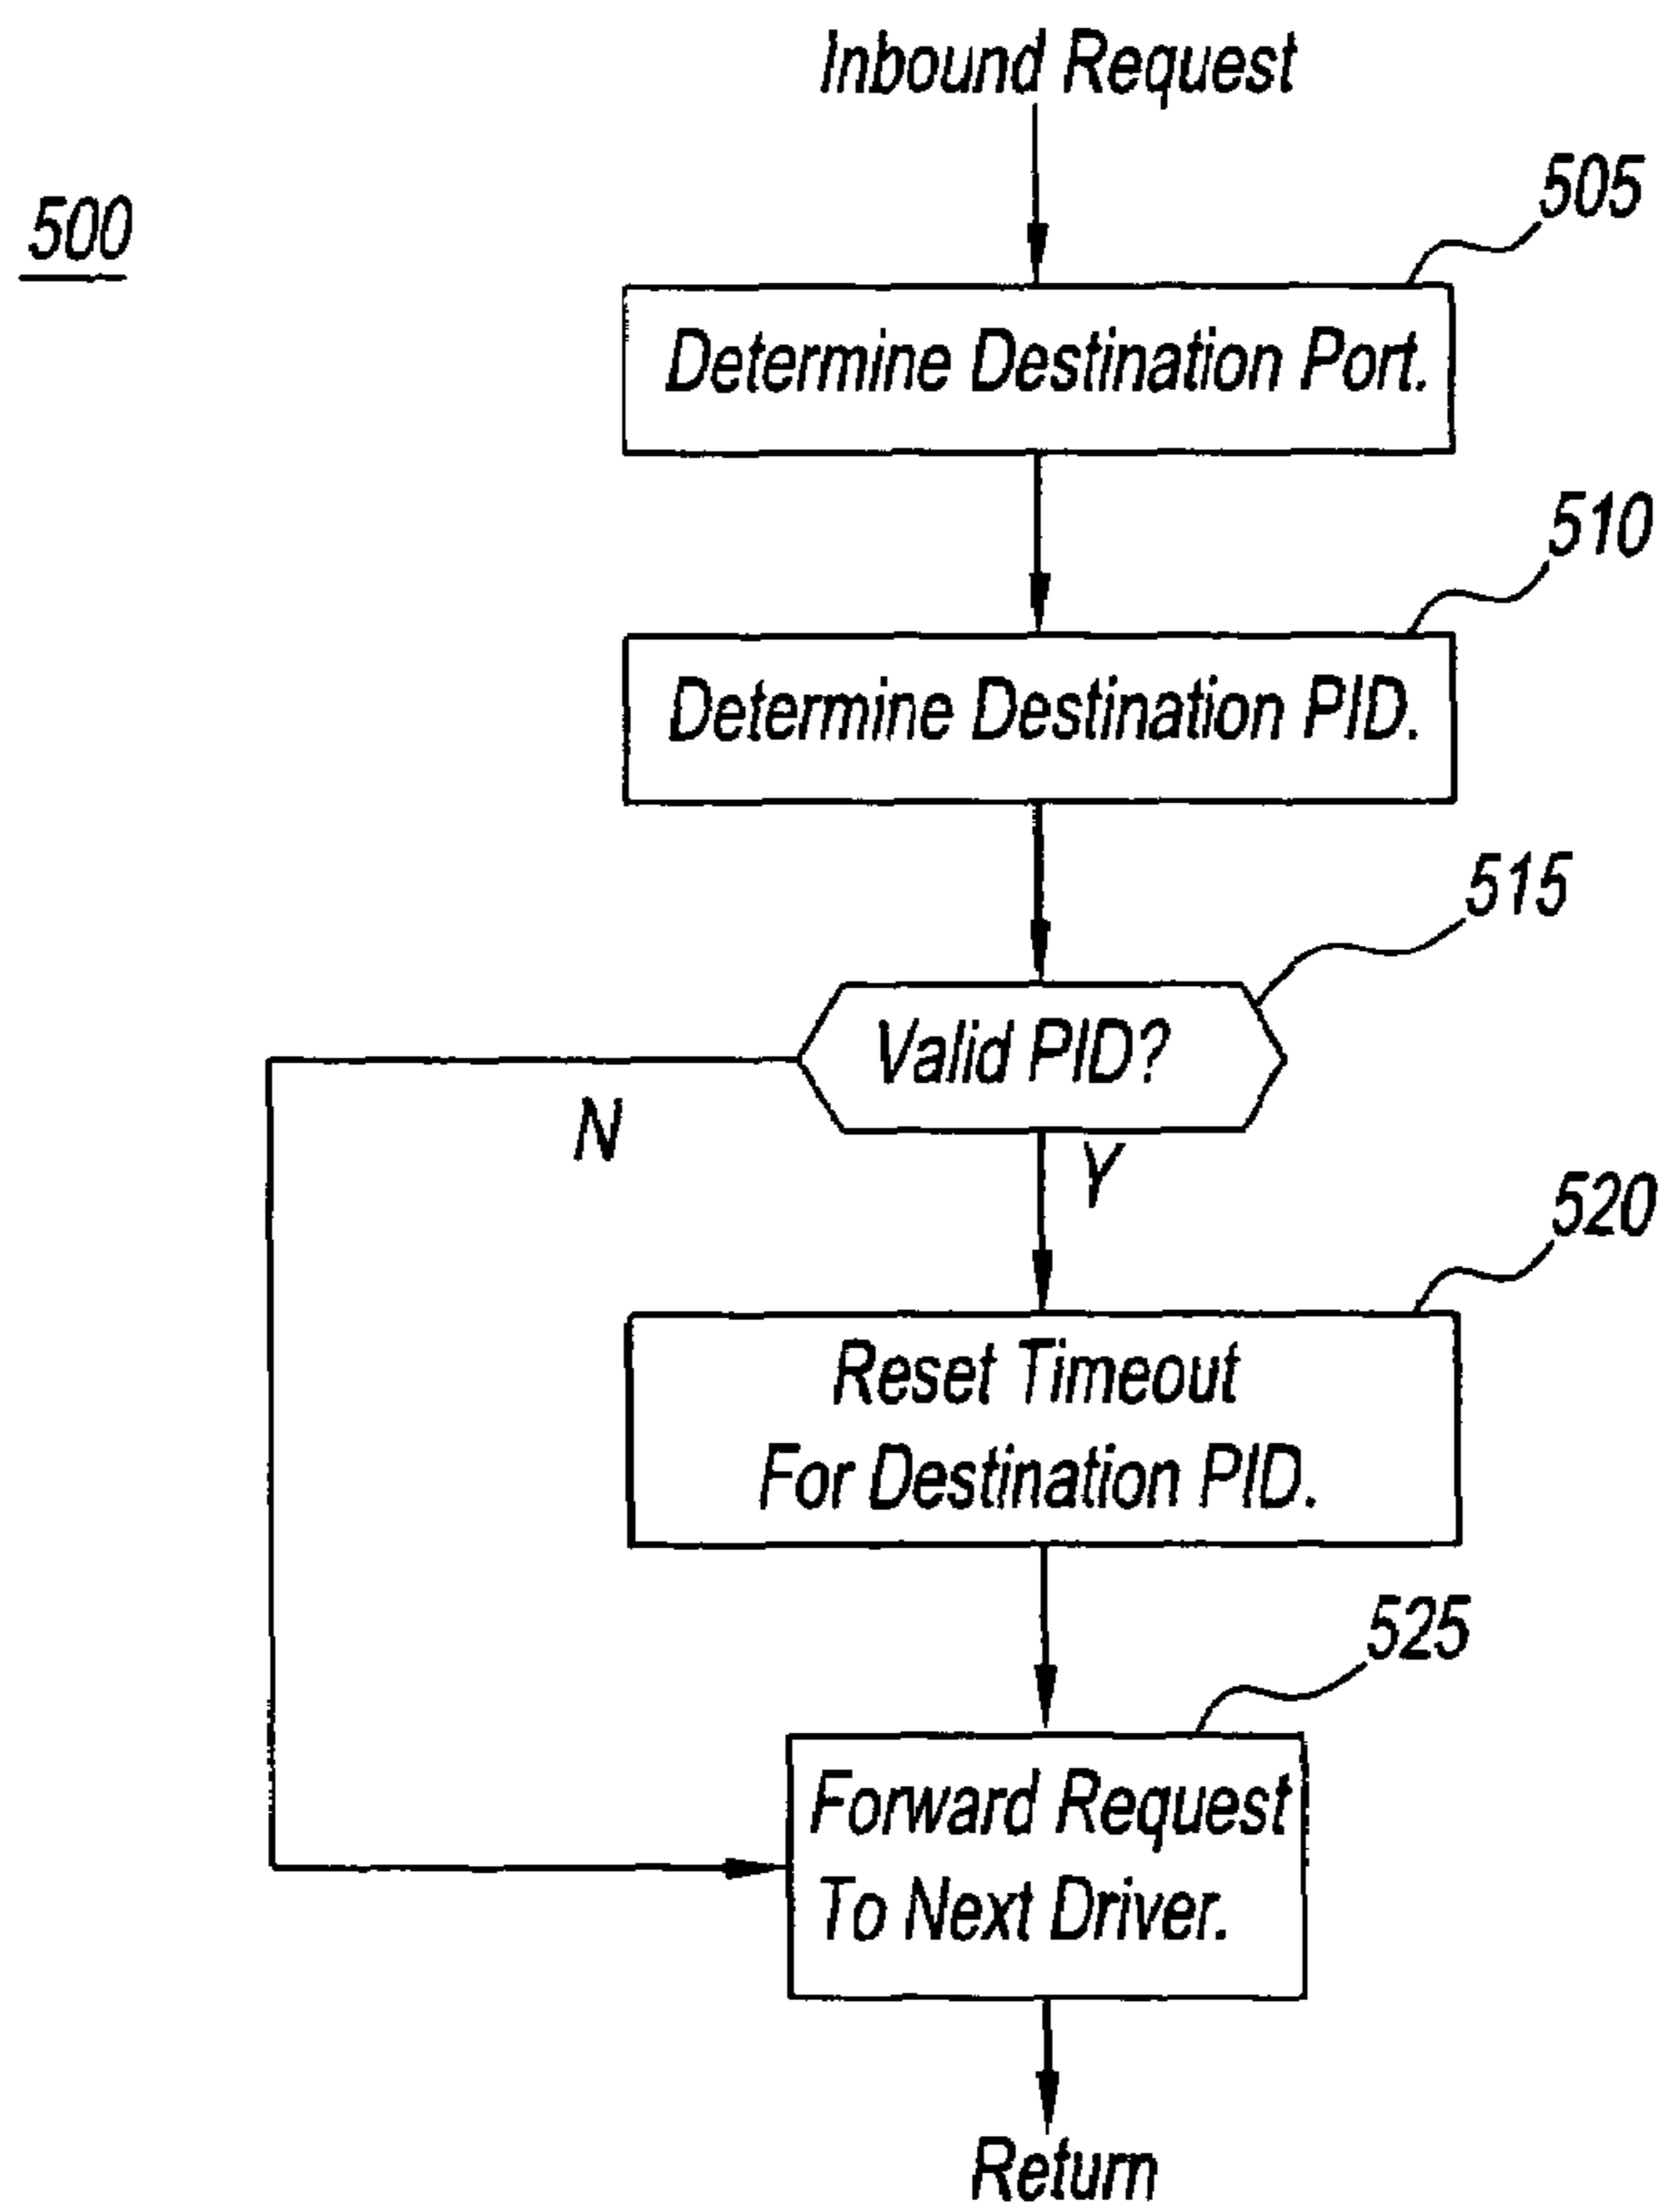 Inbound Request
500
505
Determine Destination Port.
510
Determine Destination PID.
515
Valid PID?
N
Y
520
Reset Timeout
For Destination PID.
525
Forward Request
To Next Driver.
Return